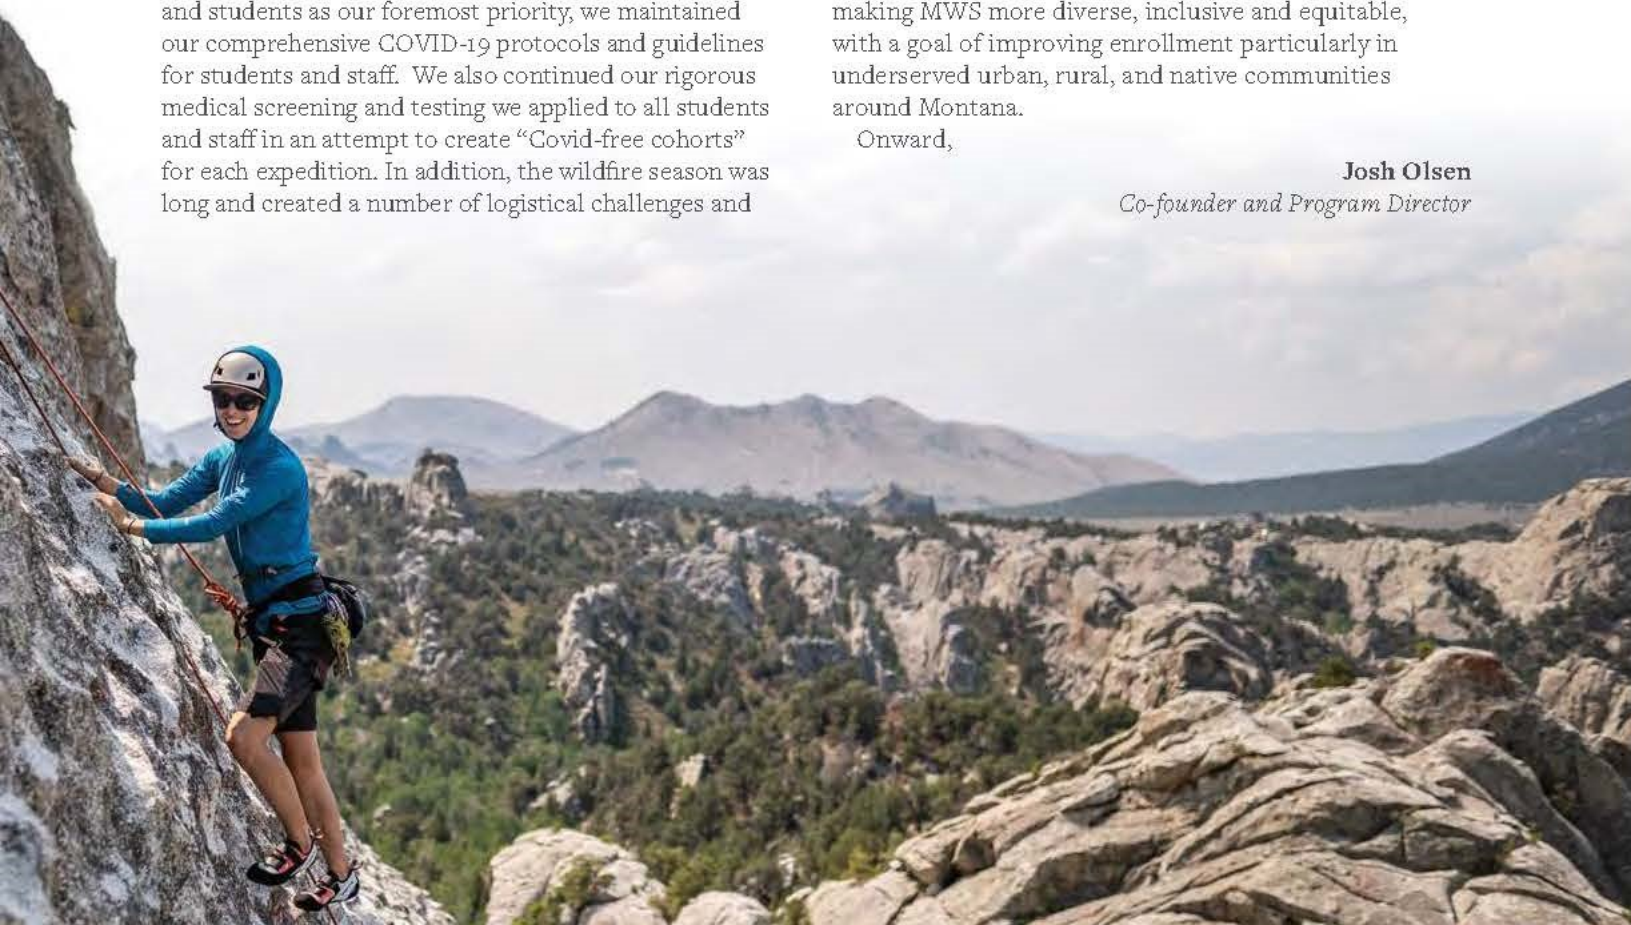 and students as our foremost priority, we maintained
our comprehensive COVID-19 protocols and guidelines
for students and staff.  We also continued our rigorous
medical screening and testing we applied to all students
and staff in an attempt to create “Covid-free cohorts”
for each expedition. In addition, the wildfire season was
long and created a number of logistical challenges and
making MWS more diverse, inclusive and equitable,
with a goal of improving enrollment particularly in
underserved urban, rural, and native communities
around Montana.
Onward,
Josh Olsen
Co-founder and Program Director